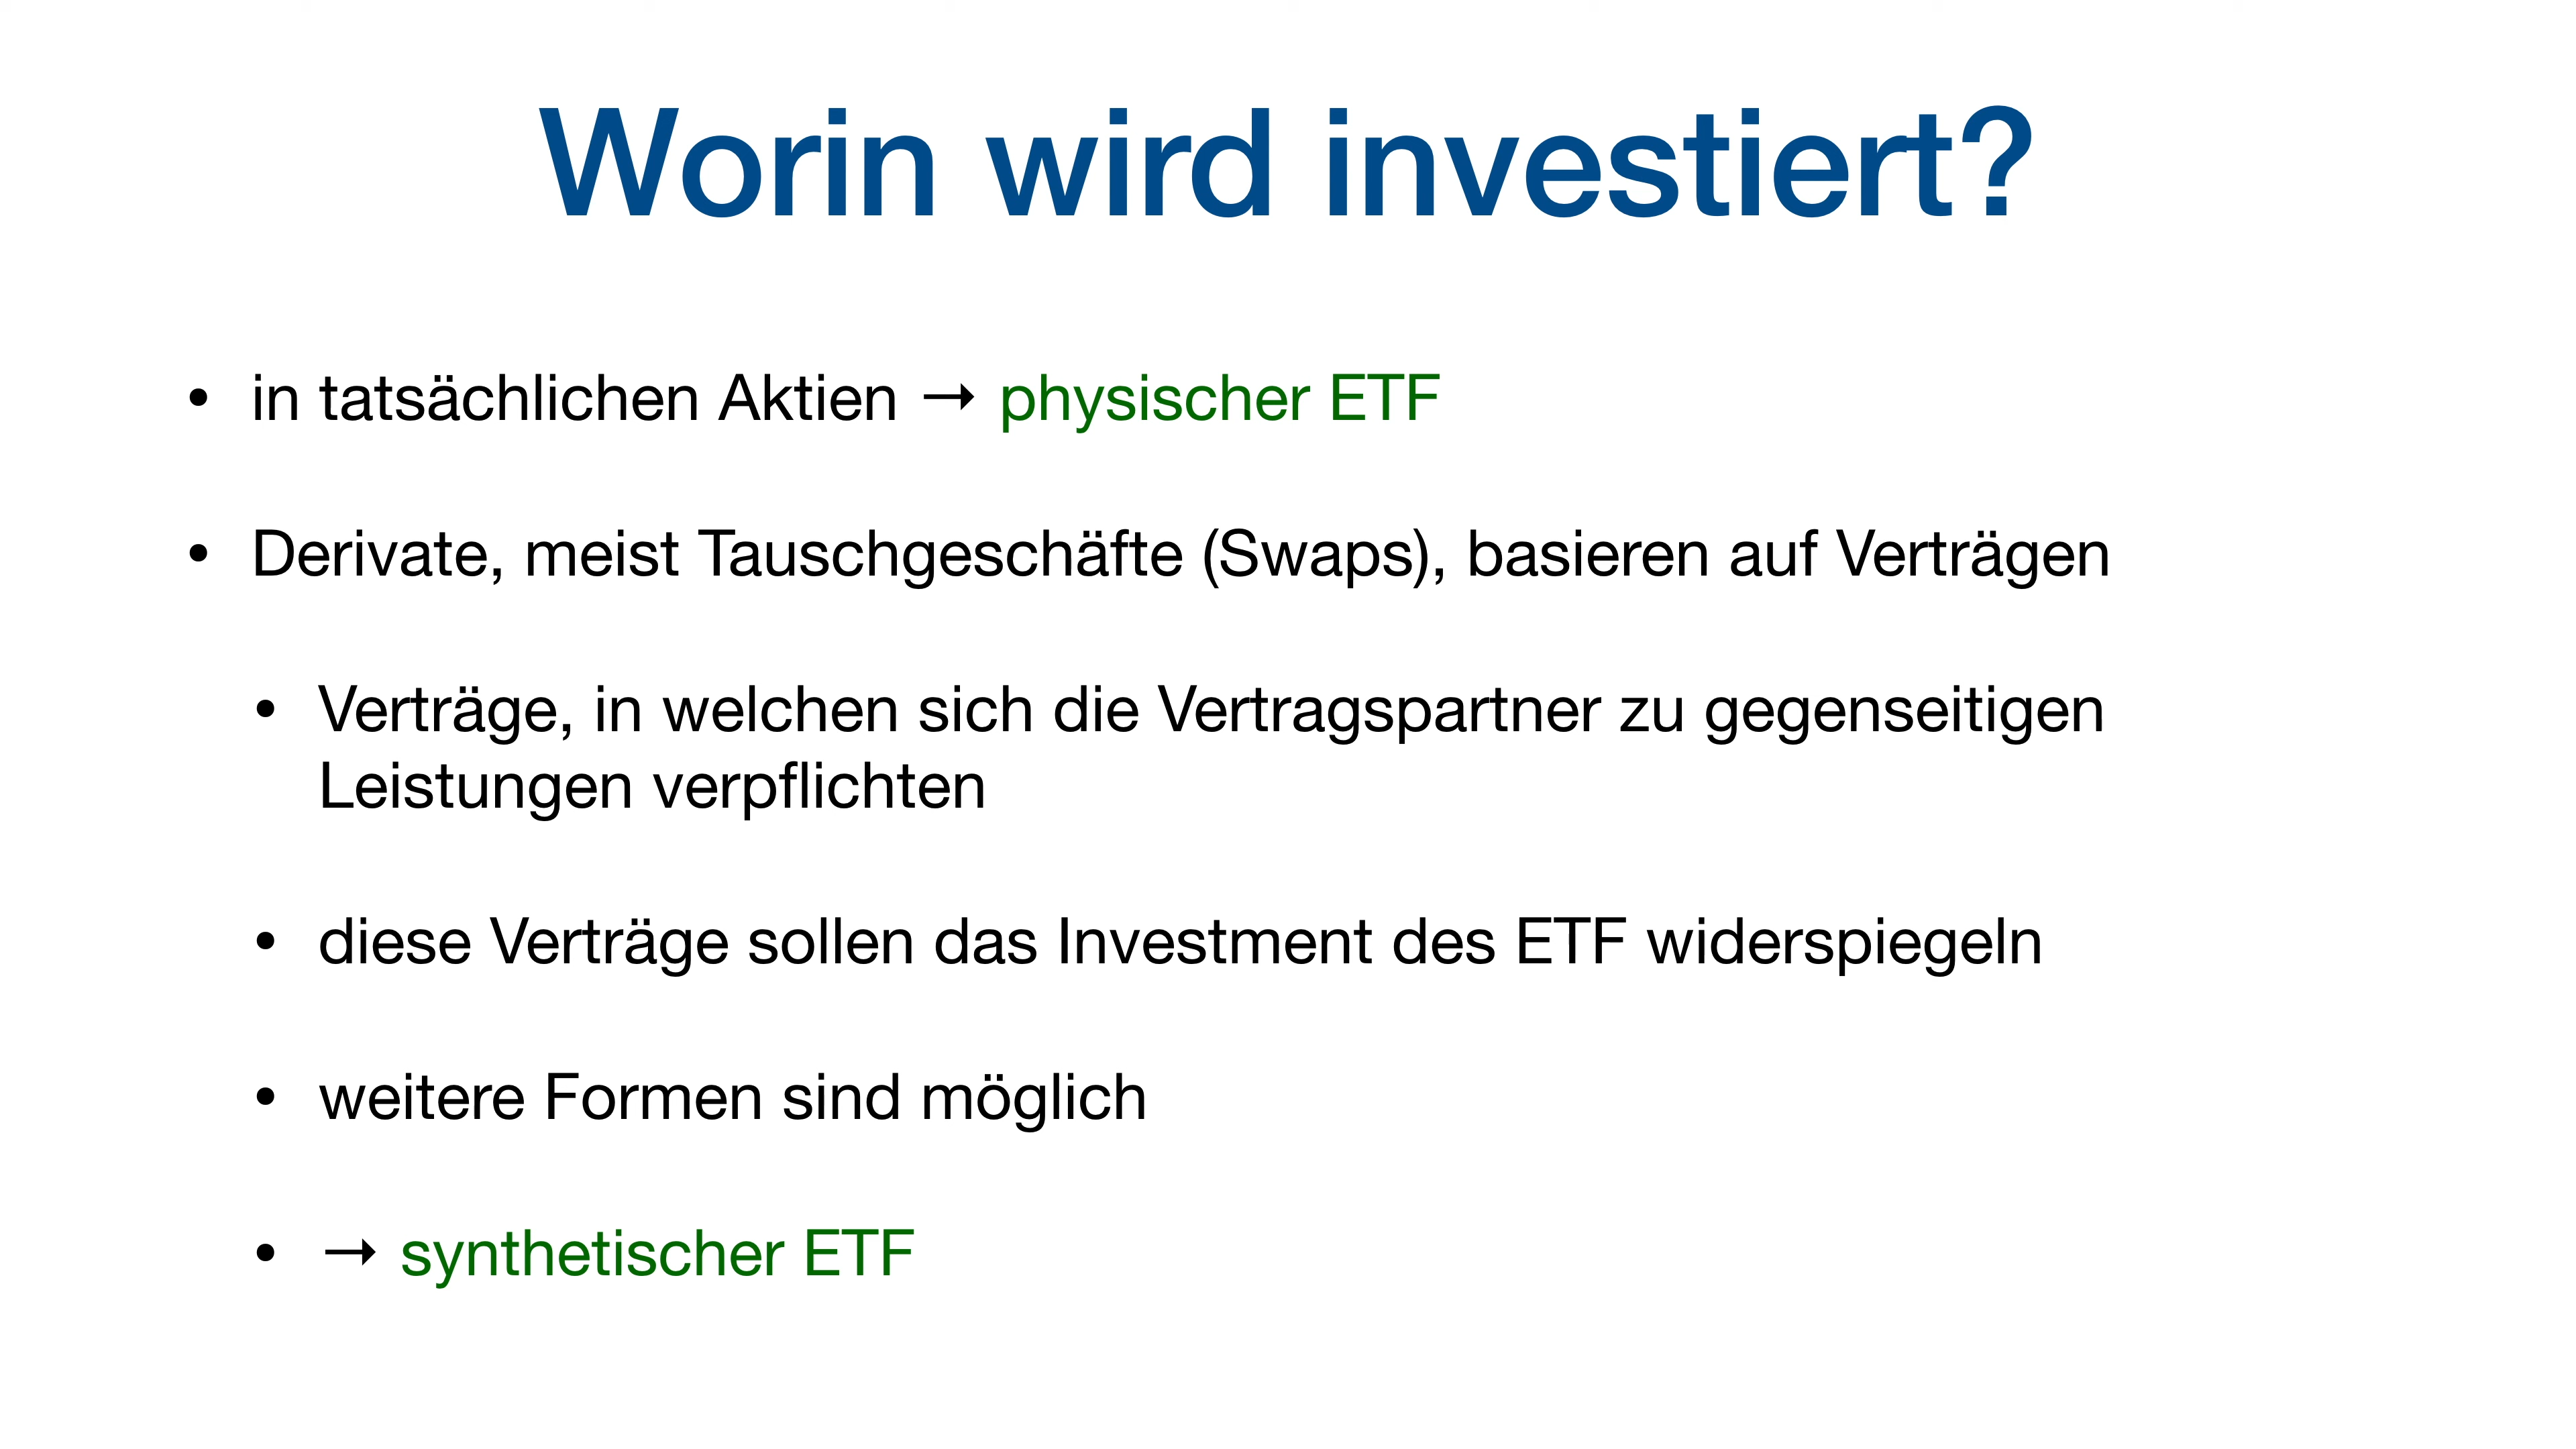 Worin wird investiert?
• in tatsächlichen Aktien → physischer ETF
• Derivate, meist Tauschgeschäfte (Swaps), basieren auf Verträgen
• Verträge, in welchen sich die Vertragspartner zu gegenseitigen
Leistungen verpflichten
• diese Verträge sollen das Investment des ETF widerspiegeln
• weitere Formen sind möglich
• → synthetischer ETF